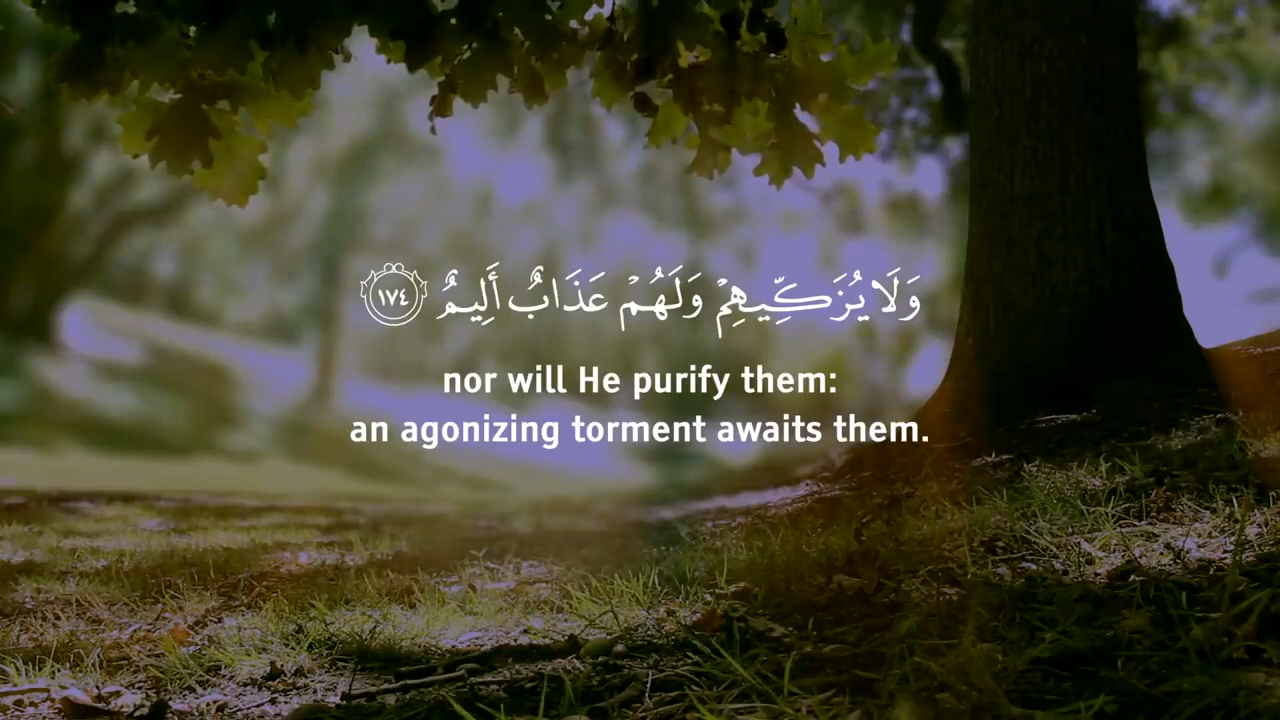 وَلَا يُزَكِّيهِمْ وَلَهُمْ عَذَابٌ أَلِيمٌ ١٧٤
nor will He purify them:
an agonizing torment awaits them.